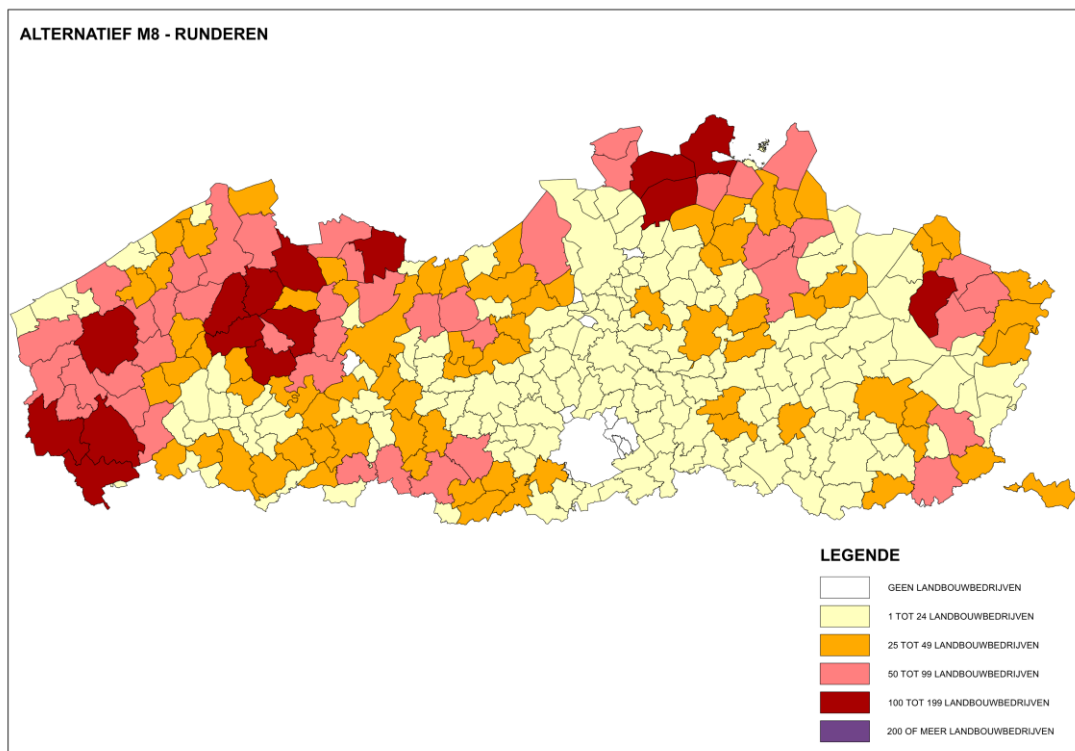 ALTERNATIEF M8 - RUNDEREN
LEGENDE
GEEN LANDBOUWBEDRIJVEN
1 TOT 24 LANDBOUWBEDRIJVEN
25 TOT 49 LANDBOUWBEDRIJVEN
50 TOT 99 LANDBOUWBEDRIJVEN
100 TOT 199 LANDBOUWBEDRIJVEN
200 OF MEER LANDBOUWBEDRIJVEN